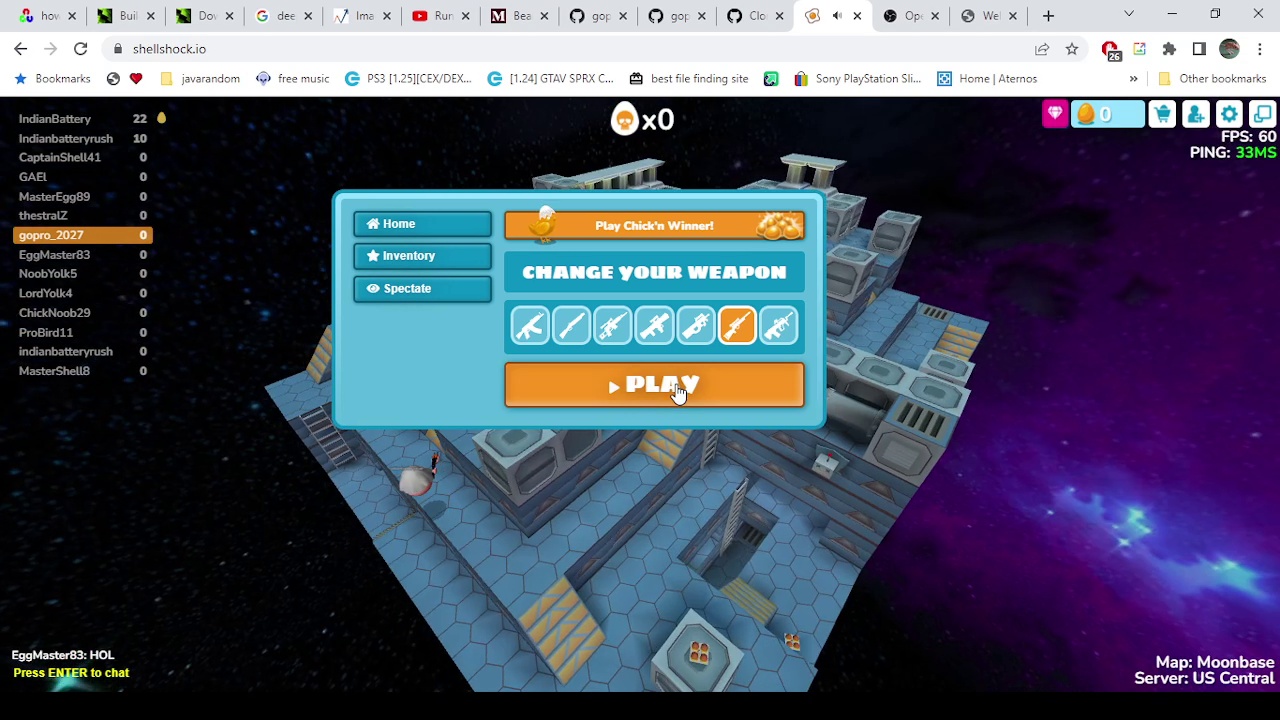 how
Buil
Dov
dee
Ima
Run
Bea
gop
gop
Clo
Ope
Wel
shellshock.io
26
Bookmarks
javarandom
free music
PS3 [1.25][CEX/DEX...
[1.24] GTAV SPRX C...
best file finding site
Sony PlayStation Sli...
Home | Aternos
»
Other bookmarks
x0
0
FPS: 60
PING: 33MS
IndianBattery 22
Indianbatteryrush 10
CaptainShell41 0
GAEl 0
MasterEgg89 0
thestralZ 0
gopro_2027 0
EggMaster83 0
NoobYolk5 0
LordYolk4 0
ChickNoob29 0
ProBird11 0
indianbatteryrush 0
MasterShell8 0
Home
Inventory
Spectate
Play Chick'n Winner!
CHANGE YOUR WEAPON
PLAY
EggMaster83: HOL
Press ENTER to chat
Map: Moonbase
Server: US Central